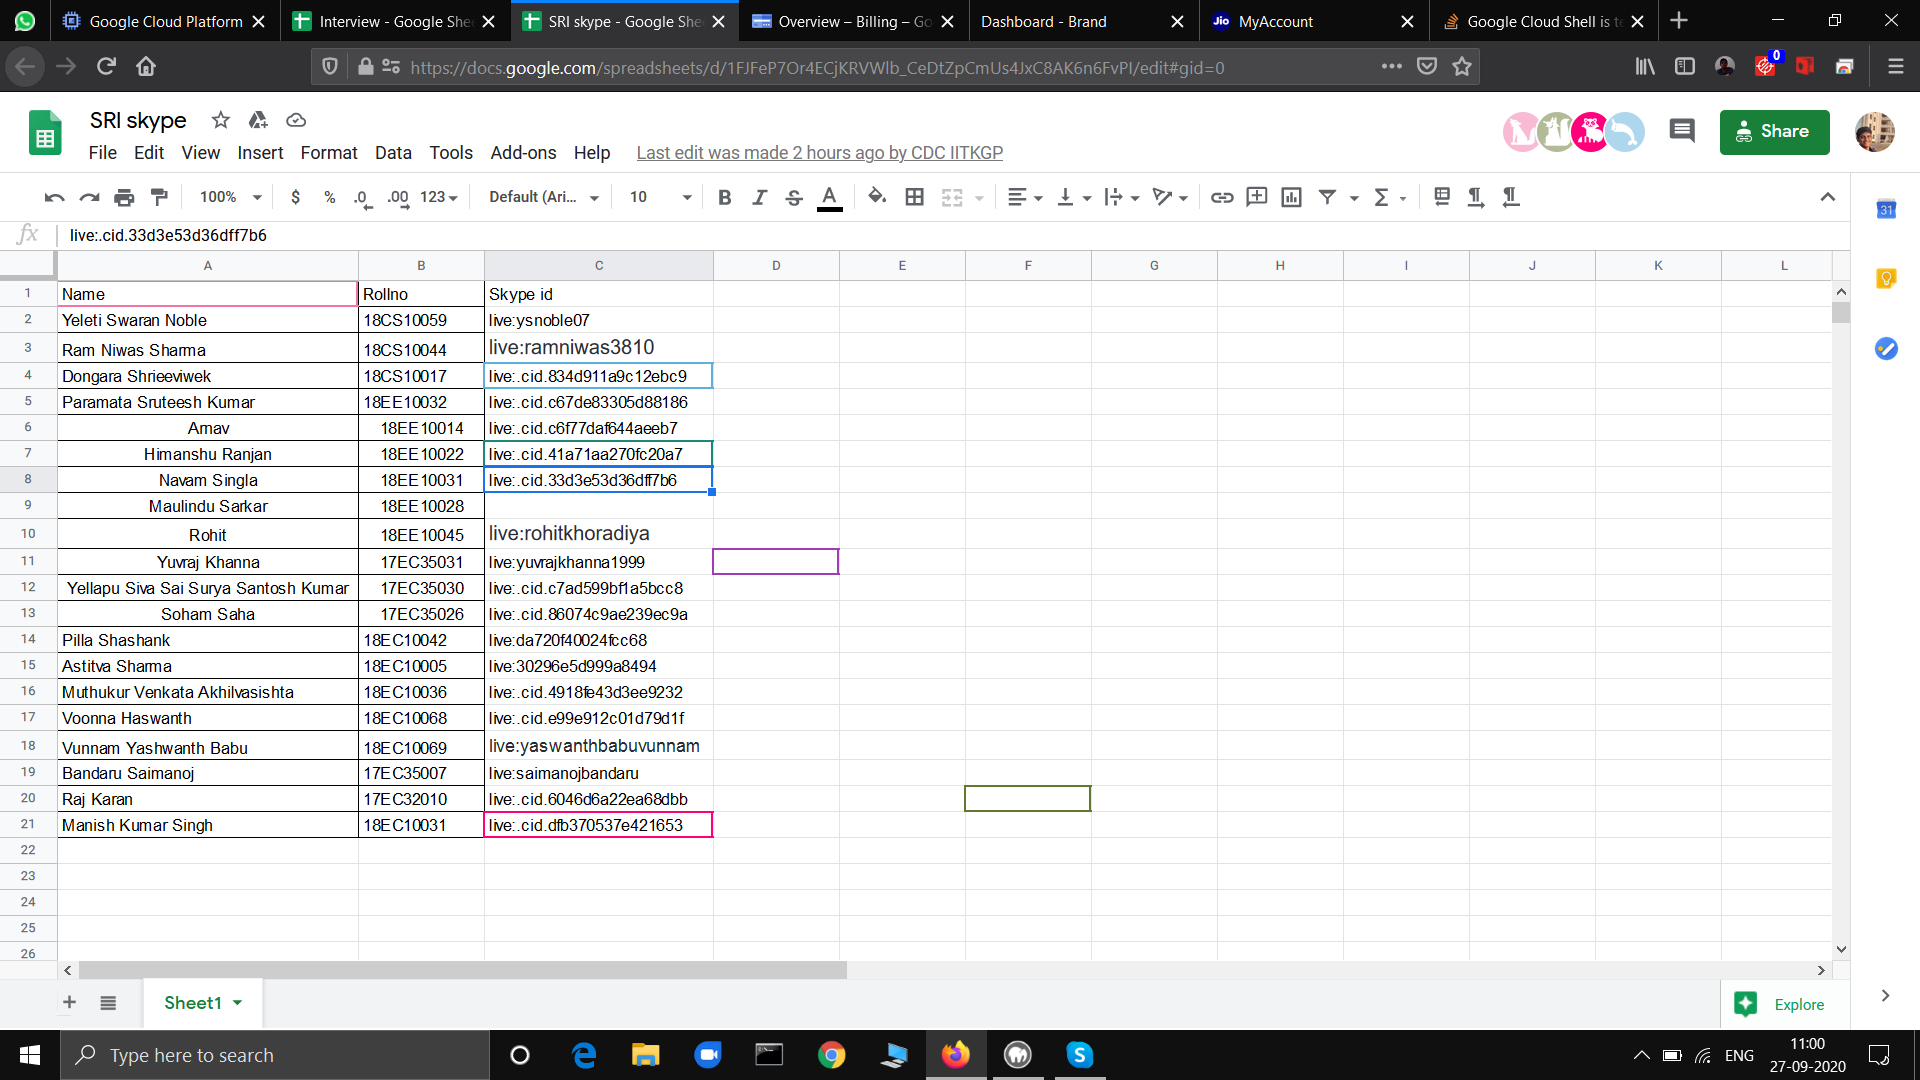 Google Cloud Platform
Interview - Google She
SRI skype - Google She
Overview – Billing – Go
Dashboard - Brand
Jio MyAccount
Google Cloud Shell is te
https://docs.google.com/spreadsheets/d/1FJFeP7Or4ECjKRVWlb_CeDtZpCmUs4JxC8AK6n6FvPI/edit#gid=0
0
SRI skype
Share
File Edit View Insert Format Data Tools Add-ons Help Last edit was made 2 hours ago by CDC IITKGP
100% $ % .0 .00 123 Default (Ari... 10 B I S A Σ
31
fx live:.cid.33d3e53d36dff7b6
A B C D E F G H I J K L
1 Name Rollno Skype id
2 Yeleti Swaran Noble 18CS10059 live:ysnoble07
3 Ram Niwas Sharma 18CS10044 live:ramniwas3810
4 Dongara Shrieeviwek 18CS10017 live:.cid.834d911a9c12ebc9
5 Paramata Sruteesh Kumar 18EE10032 live:.cid.c67de83305d88186
6 Arnav 18EE10014 live:.cid.c6f77daf644aeeb7
7 Himanshu Ranjan 18EE10022 live:.cid.41a71aa270fc20a7
8 Navam Singla 18EE10031 live:.cid.33d3e53d36dff7b6
9 Maulindu Sarkar 18EE10028
10 Rohit 18EE10045 live:rohitkhoradiya
11 Yuvraj Khanna 17EC35031 live:yuvrajkhanna1999
12 Yellapu Siva Sai Surya Santosh Kumar 17EC35030 live:.cid.c7ad599bf1a5bcc8
13 Soham Saha 17EC35026 live:.cid.86074c9ae239ec9a
14 Pilla Shashank 18EC10042 live:da720f40024fcc68
15 Astitva Sharma 18EC10005 live:30296e5d999a8494
16 Muthukur Venkata Akhilvasishta 18EC10036 live:.cid.4918fe43d3ee9232
17 Voonna Haswanth 18EC10068 live:.cid.e99e912c01d79d1f
18 Vunnam Yashwanth Babu 18EC10069 live:yaswanthbabuvunnam
19 Bandaru Saimanoj 17EC35007 live:saimanojbandaru
20 Raj Karan 17EC32010 live:.cid.6046d6a22ea68dbb
21 Manish Kumar Singh 18EC10031 live:.cid.dfb370537e421653
22
23
24
25
26
Sheet1
Explore
Type here to search
ENG
11:00
27-09-2020